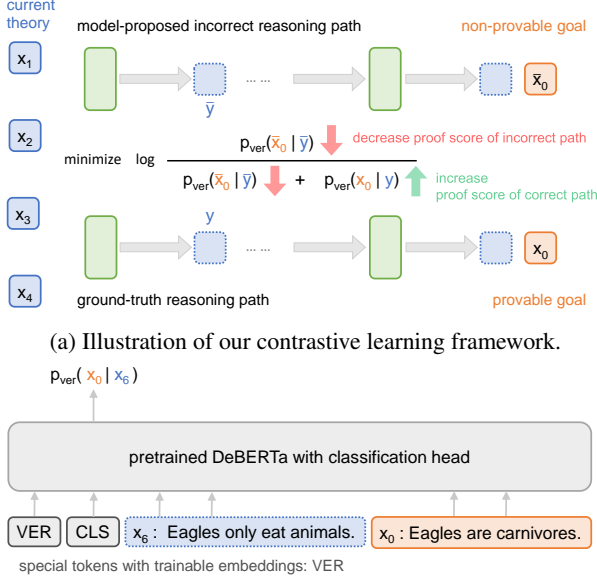 current
theory
model-proposed incorrect reasoning path
non-provable goal
x1
... ...
x̄0
ȳ
x2
pver(x̄0 | ȳ)
decrease proof score of incorrect path
minimize log
pver(x̄0 | ȳ) + pver(x0 | y)
increase
proof score of correct path
x3
y
... ...
x0
x4
ground-truth reasoning path
provable goal
(a) Illustration of our contrastive learning framework.
pver( x0 | x6 )
pretrained DeBERTa with classification head
VER CLS x6 : Eagles only eat animals. x0 : Eagles are carnivores.
special tokens with trainable embeddings: VER